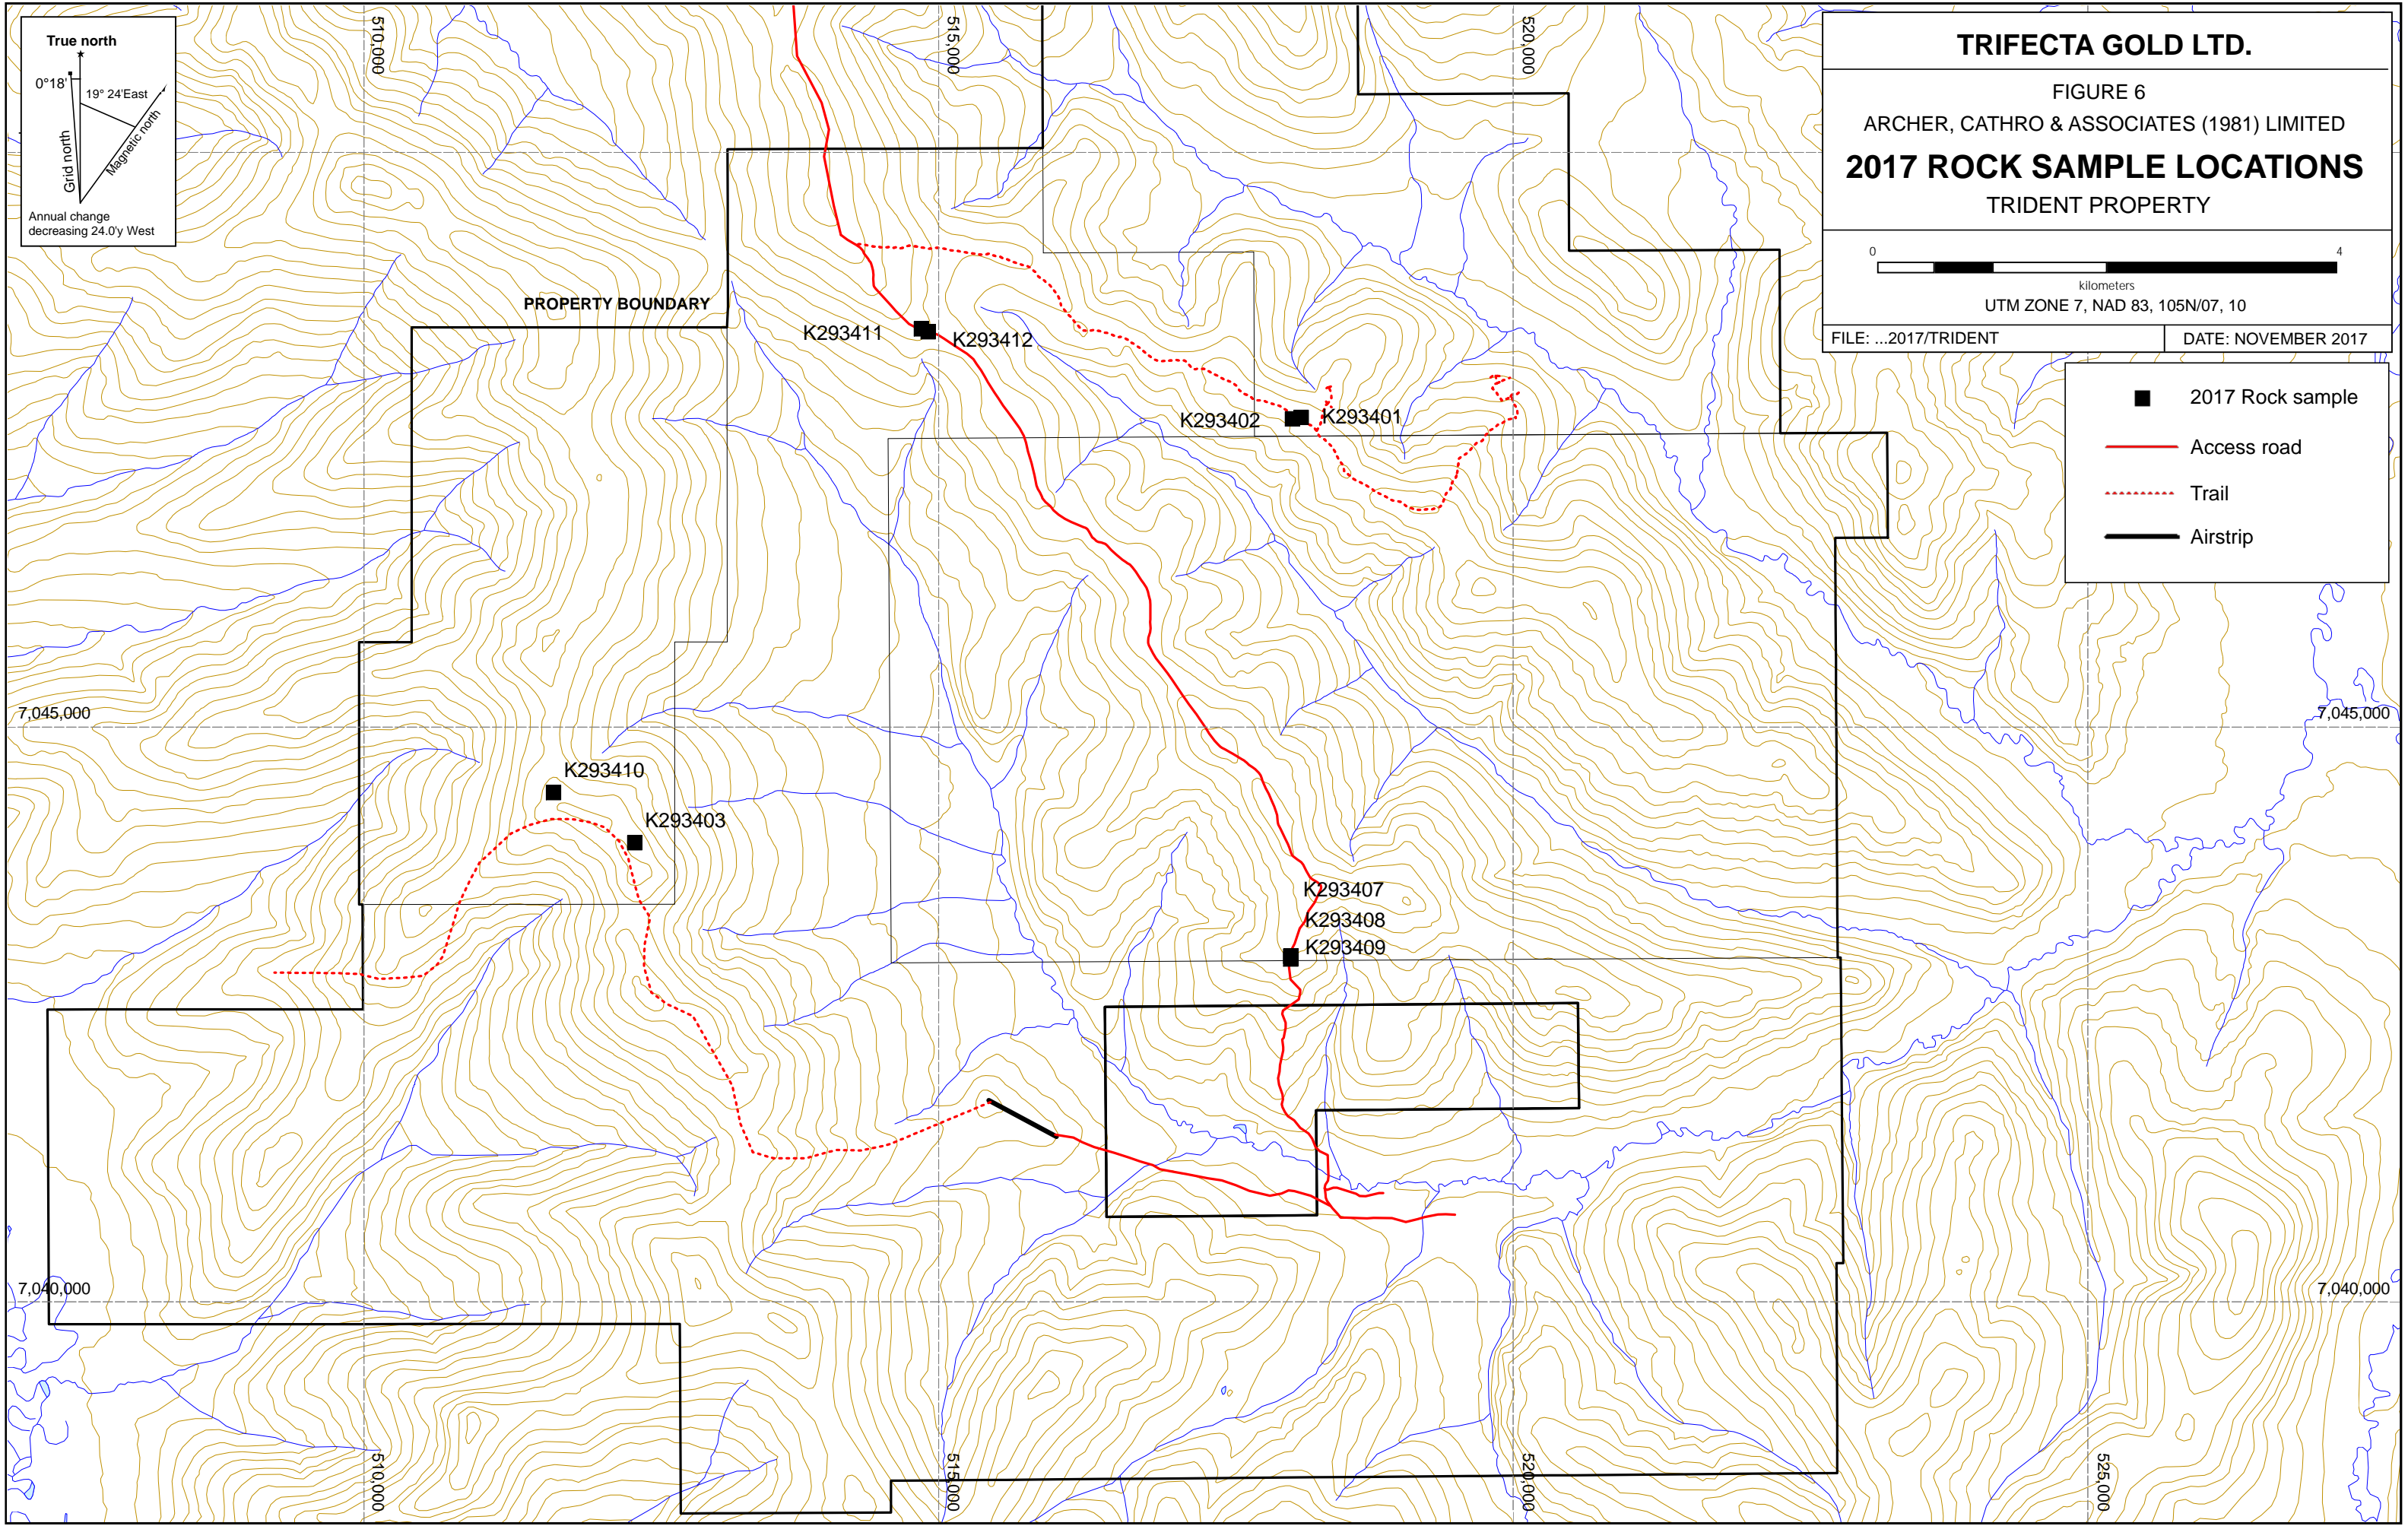 True north
0°18'
19° 24'East
Grid north
Magnetic north
Annual change
decreasing 24.0'y West
510,000
515,000
520,000
TRIFECTA GOLD LTD.
FIGURE 6
ARCHER, CATHRO & ASSOCIATES (1981) LIMITED
2017 ROCK SAMPLE LOCATIONS
TRIDENT PROPERTY
0
4
kilometers
UTM ZONE 7, NAD 83, 105N/07, 10
FILE: ...2017/TRIDENT
DATE: NOVEMBER 2017
2017 Rock sample
Access road
Trail
Airstrip
PROPERTY BOUNDARY
K293411
K293412
K293402
K293401
7,045,000
7,045,000
K293410
K293403
K293407
K293408
K293409
7,040,000
7,040,000
510,000
515,000
520,000
525,000